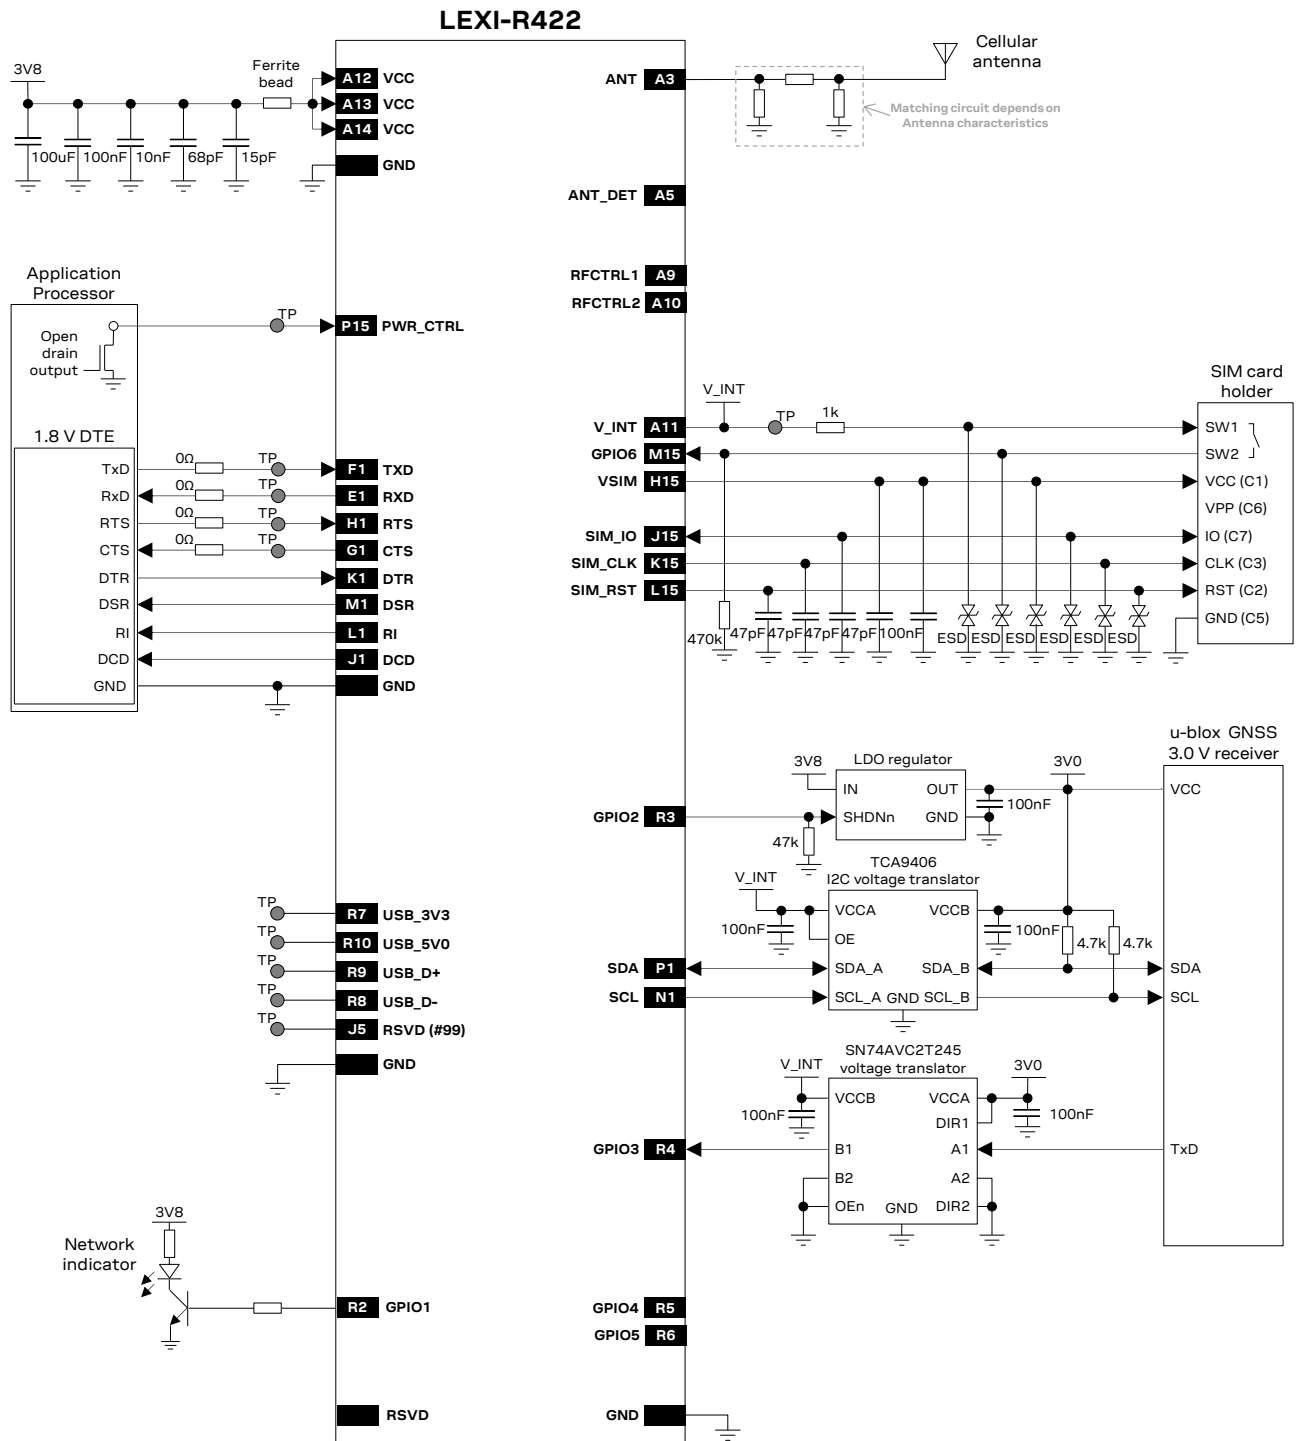 LEXI-R422
3V8
Ferrite
bead
A12 VCC
A13 VCC
A14 VCC
100uF 100nF 10nF 68pF 15pF
GND
ANT A3
Cellular
antenna
Matching circuit depends on
Antenna characteristics
ANT_DET A5
RFCTRL1 A9
RFCTRL2 A10
Application
Processor
Open
drain
output
TP
P15 PWR_CTRL
1.8 V DTE
TxD 0Ω TP F1 TXD
RxD 0Ω TP E1 RXD
RTS 0Ω TP H1 RTS
CTS 0Ω TP G1 CTS
DTR K1 DTR
DSR M1 DSR
RI L1 RI
DCD J1 DCD
GND GND
SIM card
holder
V_INT
V_INT A11 TP 1k SW1
GPIO6 M15 SW2
VSIM H15 VCC (C1)
VPP (C6)
SIM_IO J15 IO (C7)
SIM_CLK K15 CLK (C3)
SIM_RST L15 RST (C2)
GND (C5)
470k 47pF 47pF 47pF 47pF 100nF ESD ESD ESD ESD ESD ESD
u-blox GNSS
3.0 V receiver
3V8 LDO regulator 3V0
IN OUT VCC
100nF
GPIO2 R3 SHDNn GND
47k
TCA9406
I2C voltage translator
V_INT
VCCA VCCB
100nF OE 100nF 4.7k 4.7k
SDA P1 SDA_A SDA_B SDA
SCL N1 SCL_A GND SCL_B SCL
TP R7 USB_3V3
TP R10 USB_5V0
TP R9 USB_D+
TP R8 USB_D-
TP J5 RSVD (#99)
GND
SN74AVC2T245
voltage translator
V_INT 3V0
VCCB VCCA
100nF DIR1 100nF
GPIO3 R4 B1 A1 TxD
B2 A2
OEn GND DIR2
3V8
Network
indicator
R2 GPIO1
GPIO4 R5
GPIO5 R6
RSVD
GND